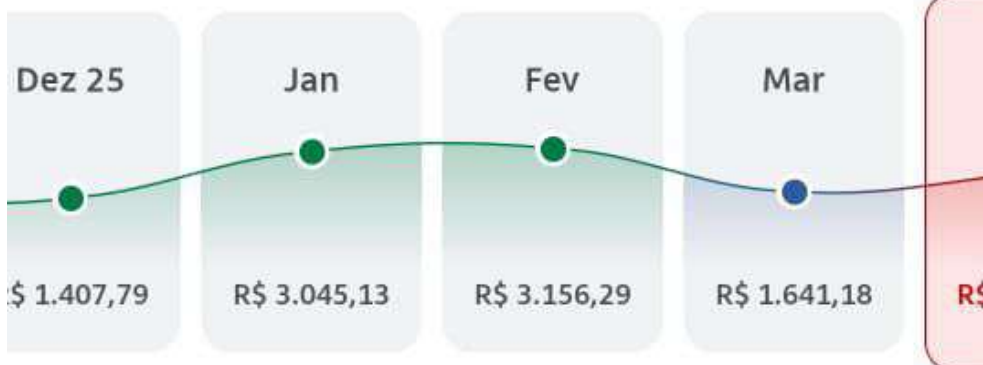 Dez 25
Jan
Fev
Mar
R$ 1.407,79
R$ 3.045,13
R$ 3.156,29
R$ 1.641,18
R$